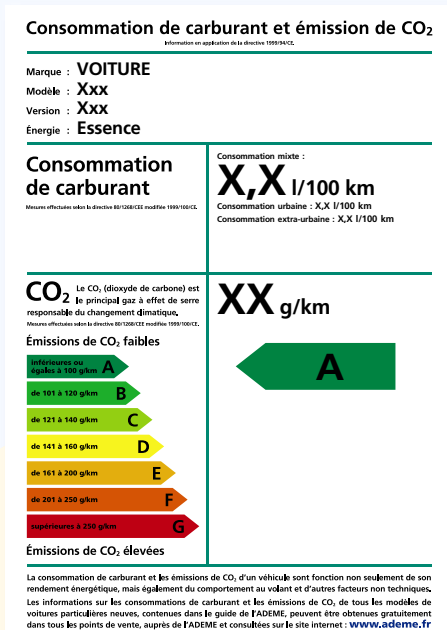 Consommation de carburant et émission de CO₂
Information en application de la directive 1999/94/CE.
Marque : VOITURE
Modèle : Xxx
Version : Xxx
Énergie : Essence
Consommation
de carburant
Mesures effectuées selon la directive 80/1268/CEE modifiée 1999/100/CE.
Consommation mixte :
X,X l/100 km
Consommation urbaine : X,X l/100 km
Consommation extra-urbaine : X,X l/100 km
CO₂ Le CO₂ (dioxyde de carbone) est
le principal gaz à effet de serre
responsable du changement climatique.
Mesures effectuées selon la directive 80/1268/CEE modifiée 1999/100/CE.
Émissions de CO₂ faibles
inférieures ou
égales à 100 g/km A
de 101 à 120 g/km B
de 121 à 140 g/km C
de 141 à 160 g/km D
de 161 à 200 g/km E
de 201 à 250 g/km F
supérieures à 250 g/km G
Émissions de CO₂ élevées
XX g/km
A
La consommation de carburant et les émissions de CO₂ d'un véhicule sont fonction non seulement de son
rendement énergétique, mais également du comportement au volant et d'autres facteurs non techniques.
Les informations sur les consommations de carburant et les émissions de CO₂ de tous les modèles de
voitures particulières neuves, contenues dans le guide de l'ADEME, peuvent être obtenues gratuitement
dans tous les points de vente, auprès de l'ADEME et consultées sur le site internet : www.ademe.fr